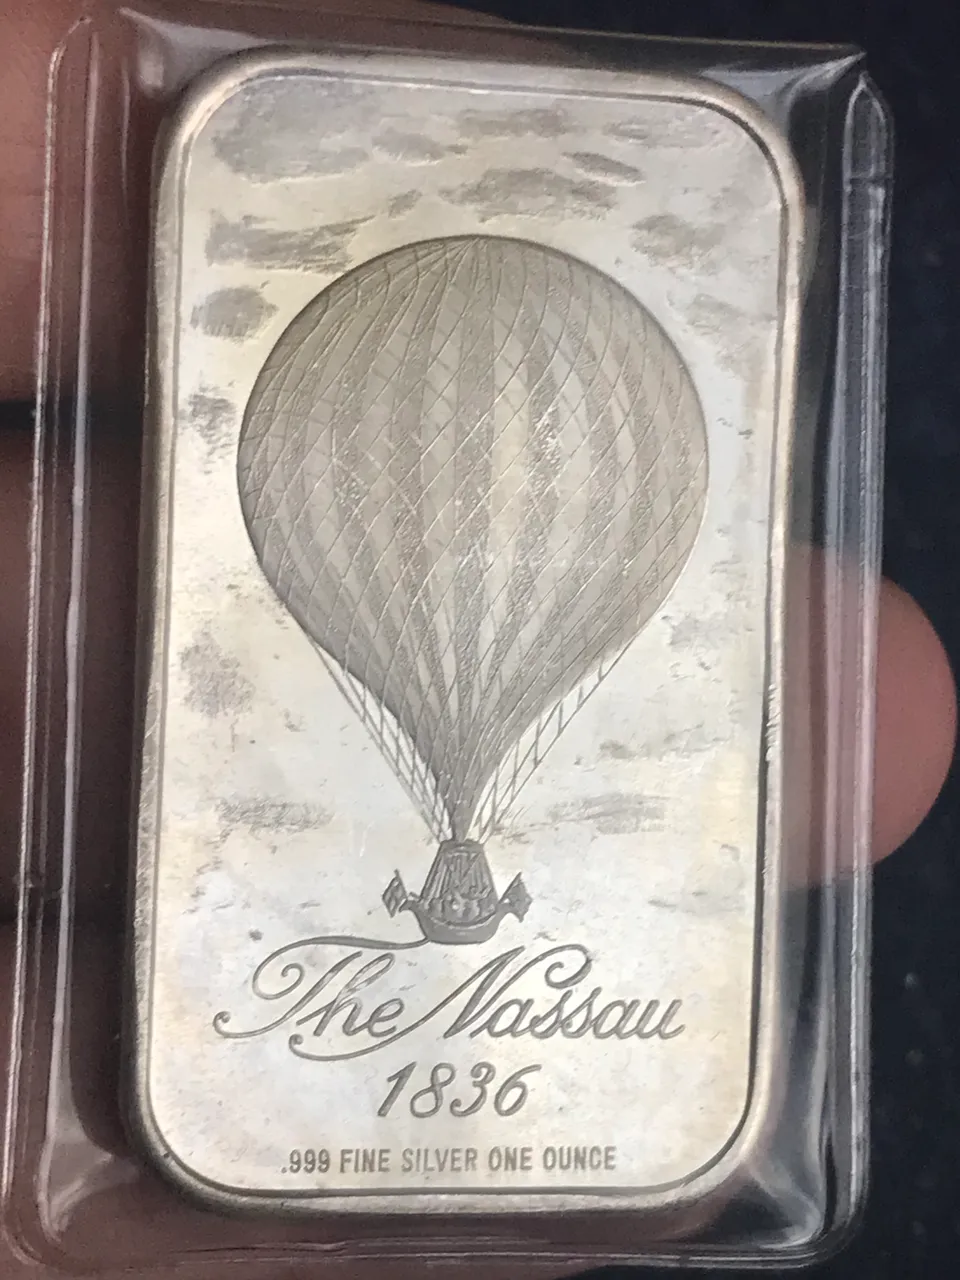 The Nassau
1836
.999 FINE SILVER ONE OUNCE